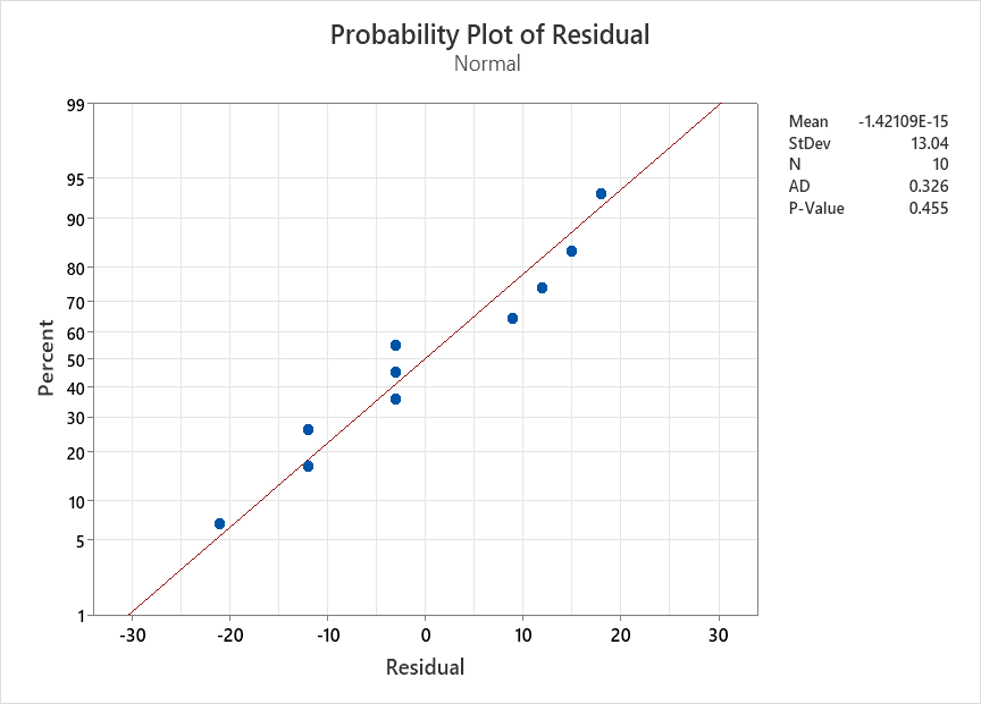 Probability Plot of Residual
Normal
99
95
90
80
70
60
50
40
30
20
10
5
1
Percent
-30 -20 -10 0 10 20 30
Residual
Mean -1.42109E-15
StDev 13.04
N 10
AD 0.326
P-Value 0.455